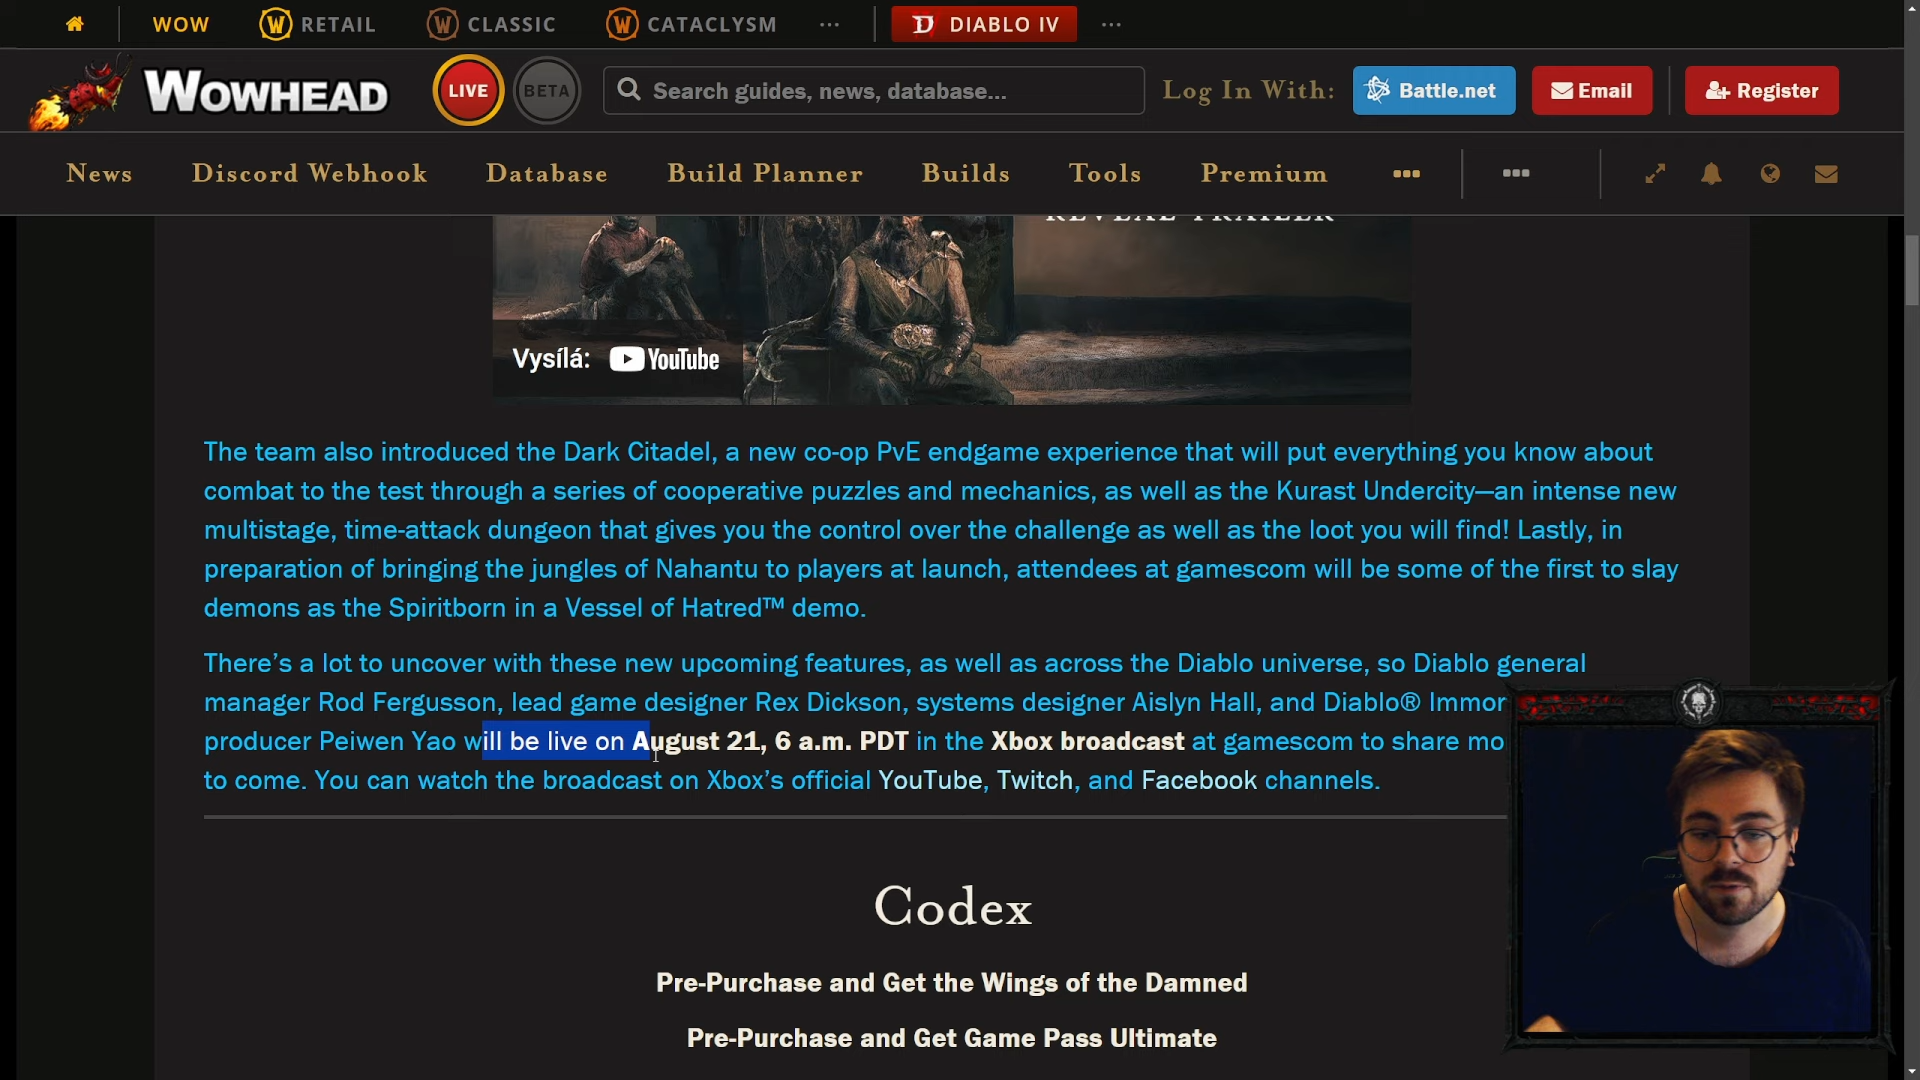 WOW RETAIL CLASSIC CATACLYSM DIABLO IV
WOWHEAD LIVE BETA Search guides, news, database... Log In With: Battle.net Email Register
News Discord Webhook Database Build Planner Builds Tools Premium
REVEAL TRAILER
Vysílá: YouTube
The team also introduced the Dark Citadel, a new co-op PvE endgame experience that will put everything you know about
combat to the test through a series of cooperative puzzles and mechanics, as well as the Kurast Undercity—an intense new
multistage, time-attack dungeon that gives you the control over the challenge as well as the loot you will find! Lastly, in
preparation of bringing the jungles of Nahantu to players at launch, attendees at gamescom will be some of the first to slay
demons as the Spiritborn in a Vessel of Hatred™ demo.
There's a lot to uncover with these new upcoming features, as well as across the Diablo universe, so Diablo general
manager Rod Fergusson, lead game designer Rex Dickson, systems designer Aislyn Hall, and Diablo® Immor
producer Peiwen Yao will be live on August 21, 6 a.m. PDT in the Xbox broadcast at gamescom to share mo
to come. You can watch the broadcast on Xbox's official YouTube, Twitch, and Facebook channels.
Codex
Pre-Purchase and Get the Wings of the Damned
Pre-Purchase and Get Game Pass Ultimate